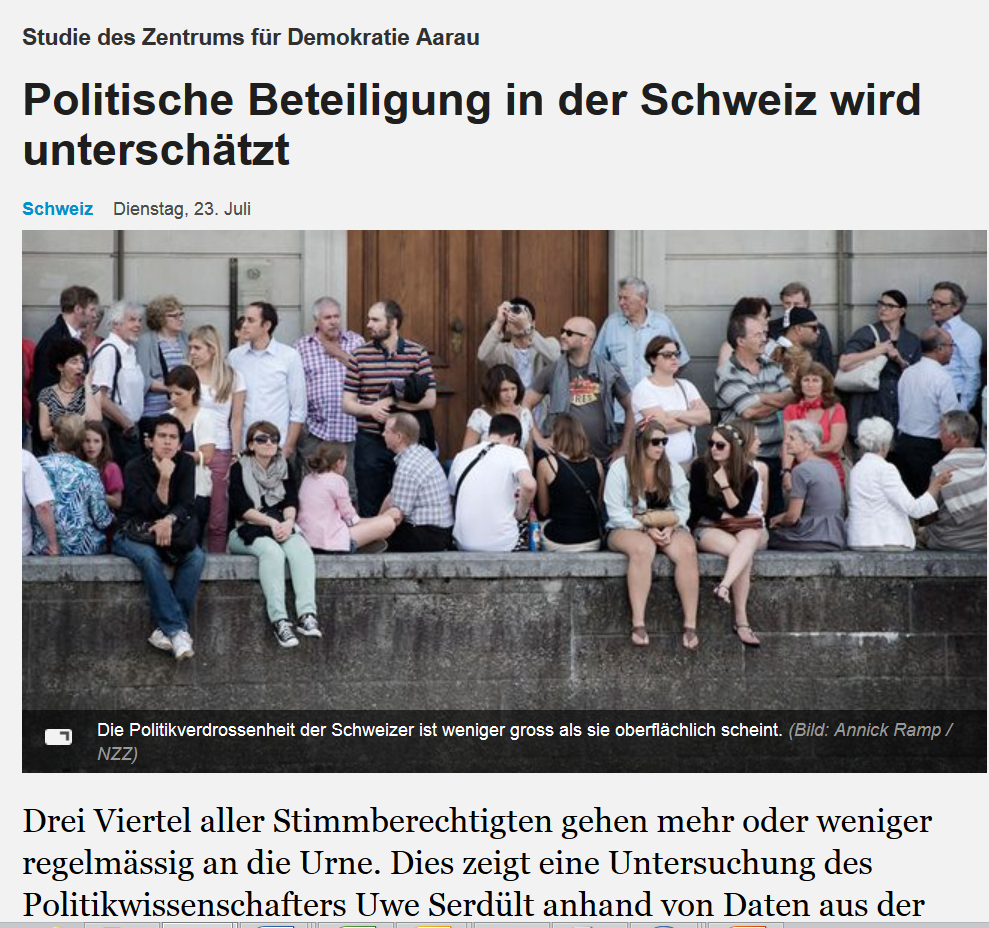 Studie des Zentrums für Demokratie Aarau
Politische Beteiligung in der Schweiz wird
unterschätzt
Schweiz Dienstag, 23. Juli
Die Politikverdrossenheit der Schweizer ist weniger gross als sie oberflächlich scheint. (Bild: Annick Ramp /
NZZ)
Drei Viertel aller Stimmberechtigten gehen mehr oder weniger
regelmässig an die Urne. Dies zeigt eine Untersuchung des
Politikwissenschafters Uwe Serdült anhand von Daten aus der